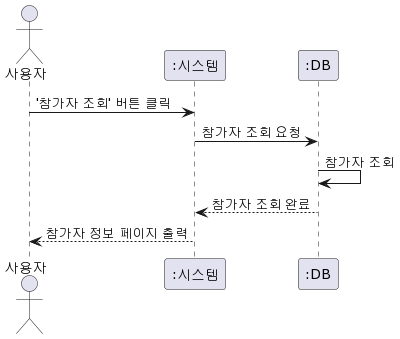 사용자
:시스템
:DB
'참가자 조회' 버튼 클릭
참가자 조회 요청
참가자 조회
참가자 조회 완료
참가자 정보 페이지 출력
사용자
:시스템
:DB